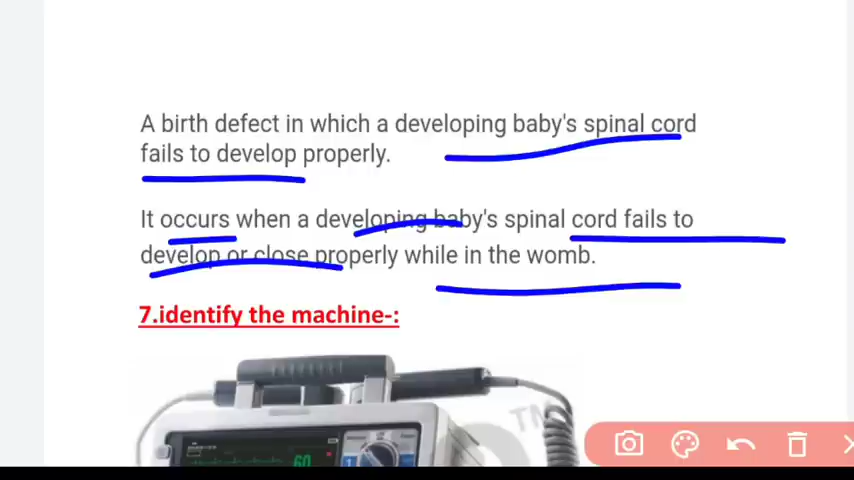 A birth defect in which a developing baby's spinal cord
fails to develop properly.
It occurs when a developing baby's spinal cord fails to
develop or close properly while in the womb.
7.identify the machine-:
TM
60